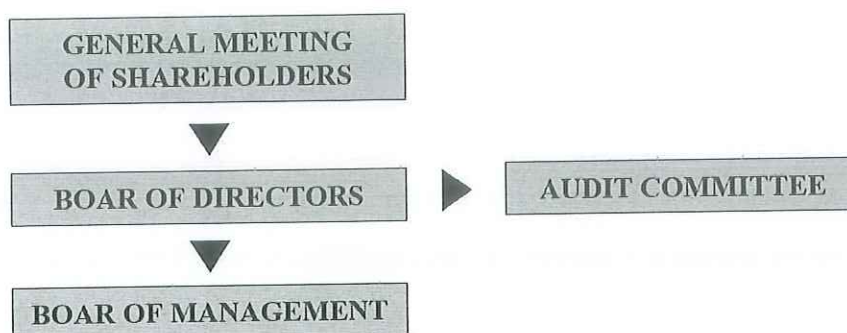 GENERAL MEETING
OF SHAREHOLDERS
BOAR OF DIRECTORS
AUDIT COMMITTEE
BOAR OF MANAGEMENT